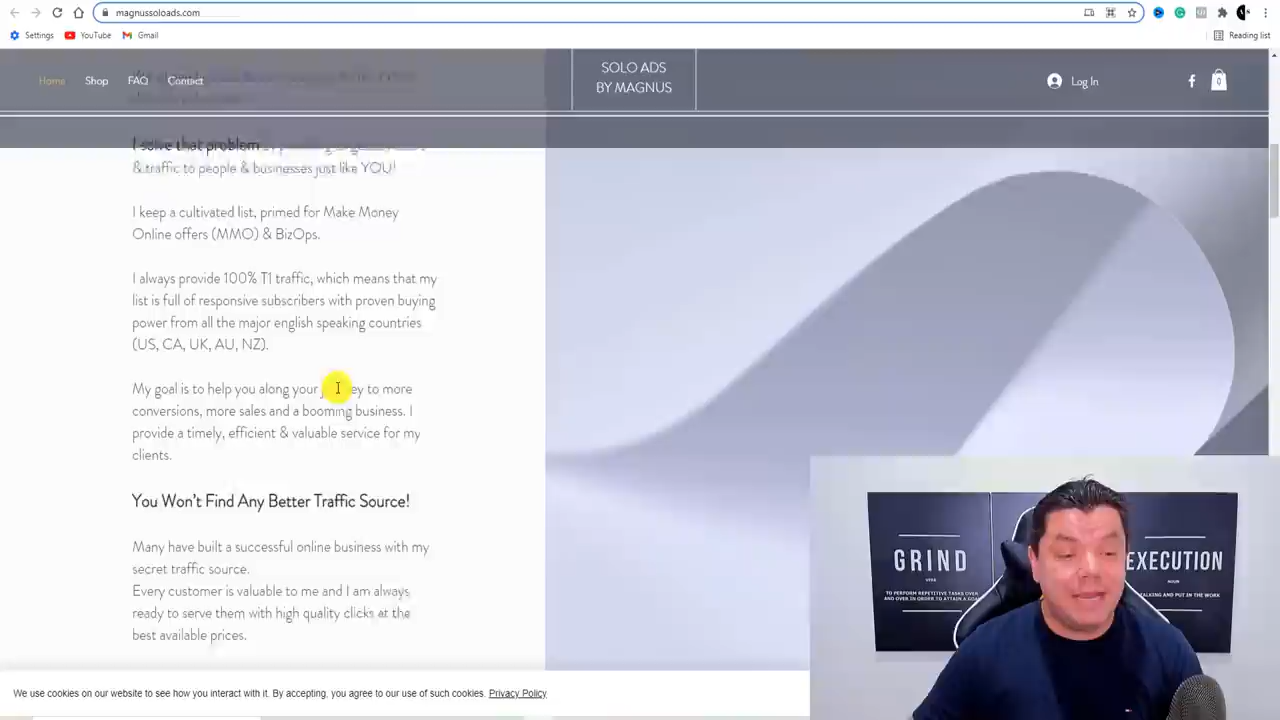 magnussoloads.com
Settings YouTube Gmail Reading list
Home Shop FAQ Contact
SOLO ADS
BY MAGNUS
Log In
0
I solve that problem
& traffic to people & businesses just like YOU!
I keep a cultivated list, primed for Make Money
Online offers (MMO) & BizOps.
I always provide 100% T1 traffic, which means that my
list is full of responsive subscribers with proven buying
power from all the major english speaking countries
(US, CA, UK, AU, NZ).
My goal is to help you along your journey to more
conversions, more sales and a booming business. I
provide a timely, efficient & valuable service for my
clients.
You Won't Find Any Better Traffic Source!
Many have built a successful online business with my
secret traffic source.
Every customer is valuable to me and I am always
ready to serve them with high quality clicks at the
best available prices.
We use cookies on our website to see how you interact with it. By accepting, you agree to our use of such cookies. Privacy Policy
GRIND
VERB
TO PERFORM REPETITIVE TASKS OVER
AND OVER IN ORDER TO ATTAIN A GOAL
EXECUTION
NOUN
TALKING AND PUT IN THE WORK